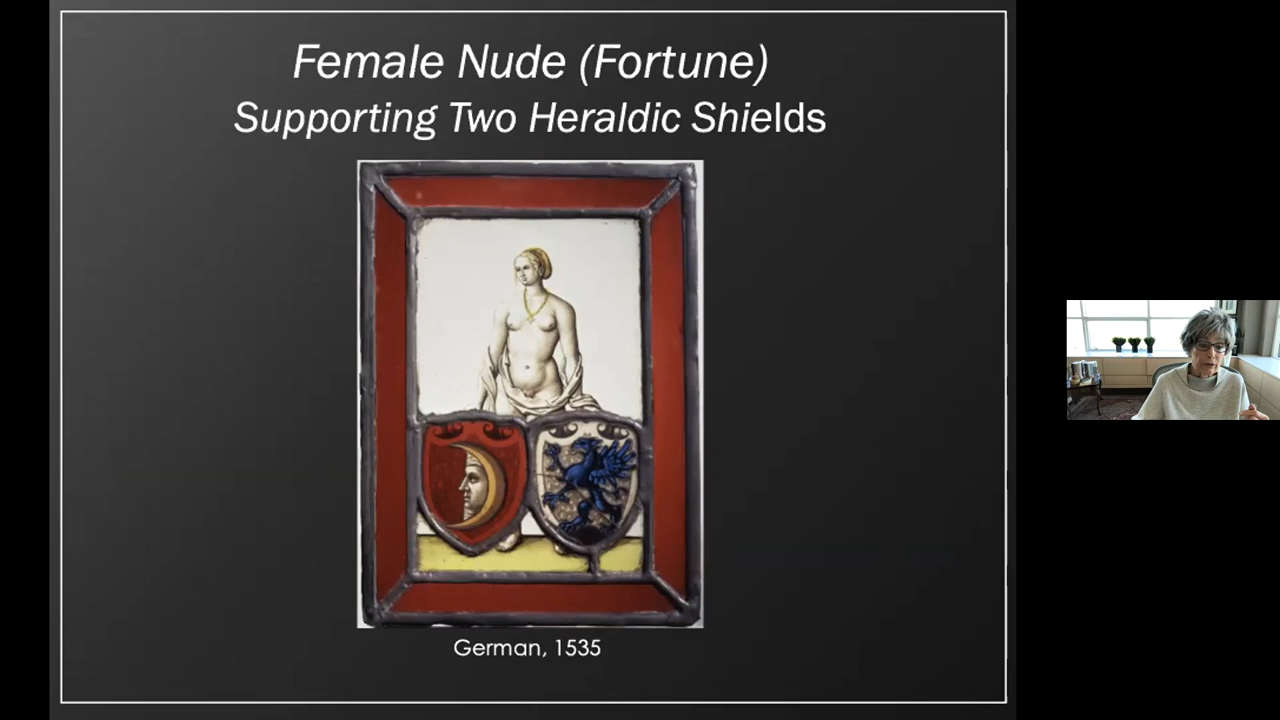 Female Nude (Fortune)
Supporting Two Heraldic Shields
German, 1535